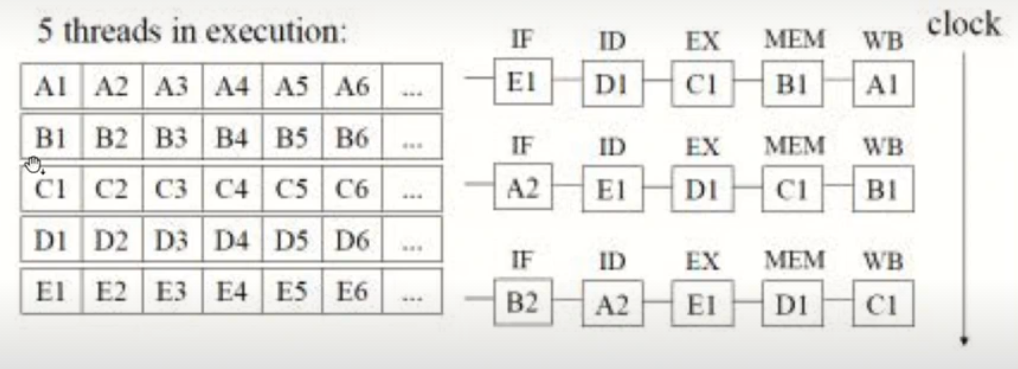 5 threads in execution:
A1 A2 A3 A4 A5 A6 ...
B1 B2 B3 B4 B5 B6 ...
C1 C2 C3 C4 C5 C6 ...
D1 D2 D3 D4 D5 D6 ...
E1 E2 E3 E4 E5 E6 ...
IF ID EX MEM WB
E1 D1 C1 B1 A1
IF ID EX MEM WB
A2 E1 D1 C1 B1
IF ID EX MEM WB
B2 A2 E1 D1 C1
clock